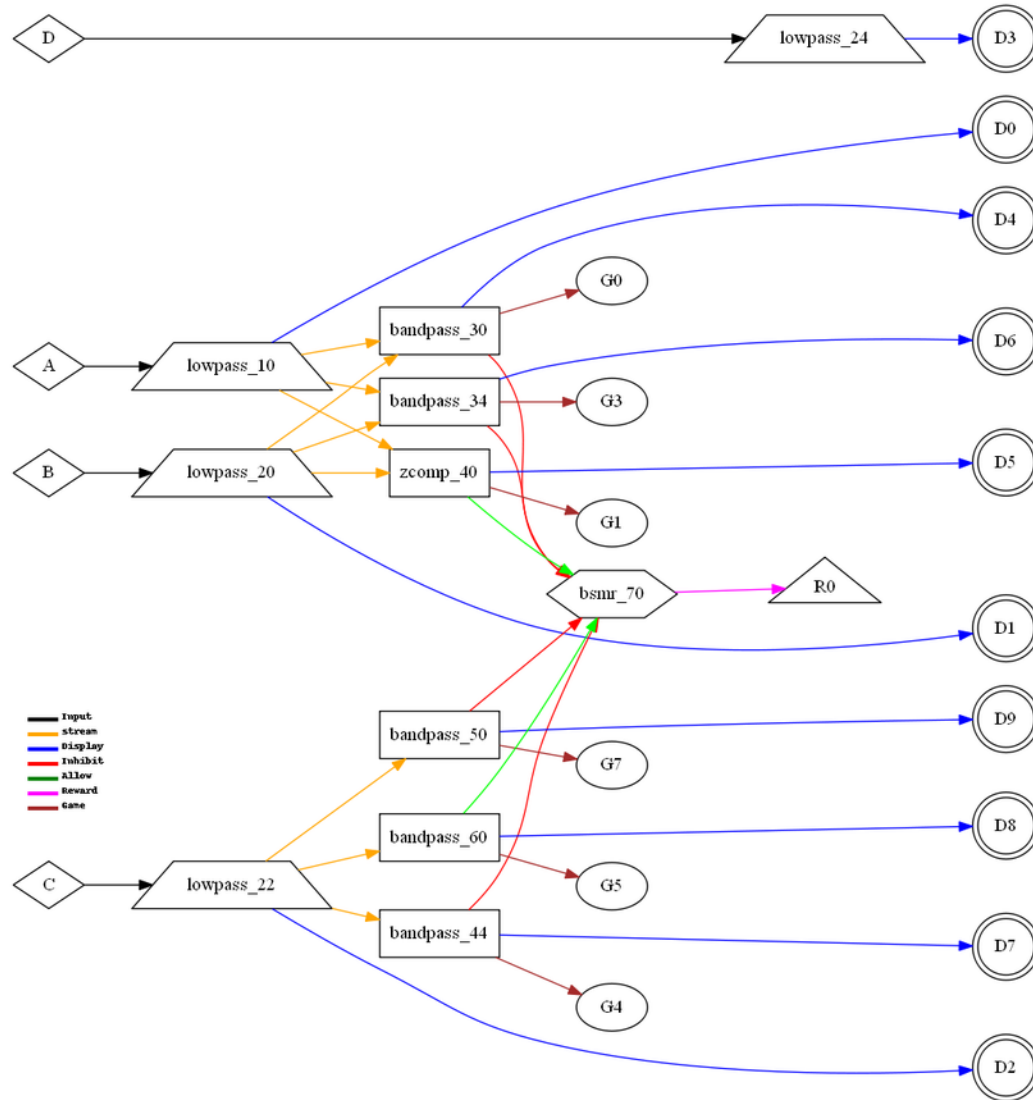 D
lowpass_24
D3
D0
D4
G0
bandpass_30
D6
A
lowpass_10
bandpass_34
G3
B
lowpass_20
zcomp_40
D5
G1
bsmr_70
R0
D1
Input
stream
Display
Inhibit
Allow
Reward
Game
bandpass_50
D9
G7
bandpass_60
D8
C
lowpass_22
G5
bandpass_44
D7
G4
D2